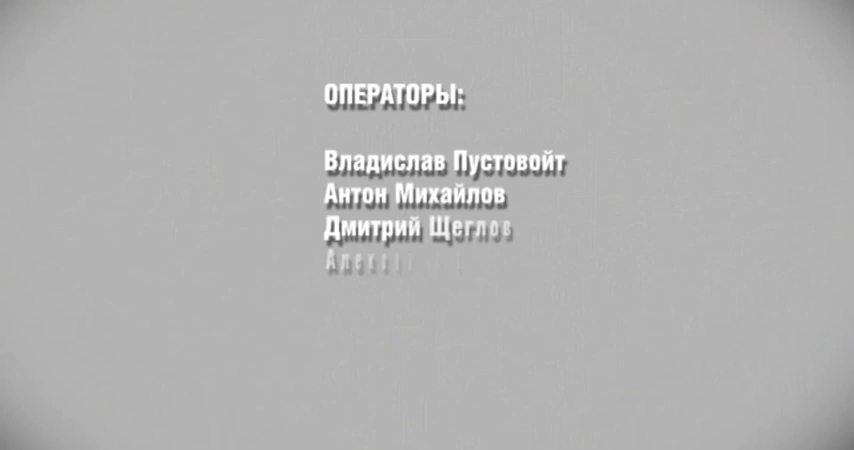 ОПЕРАТОРЫ:
Владислав Пустовойт
Антон Михайлов
Дмитрий Щеглов